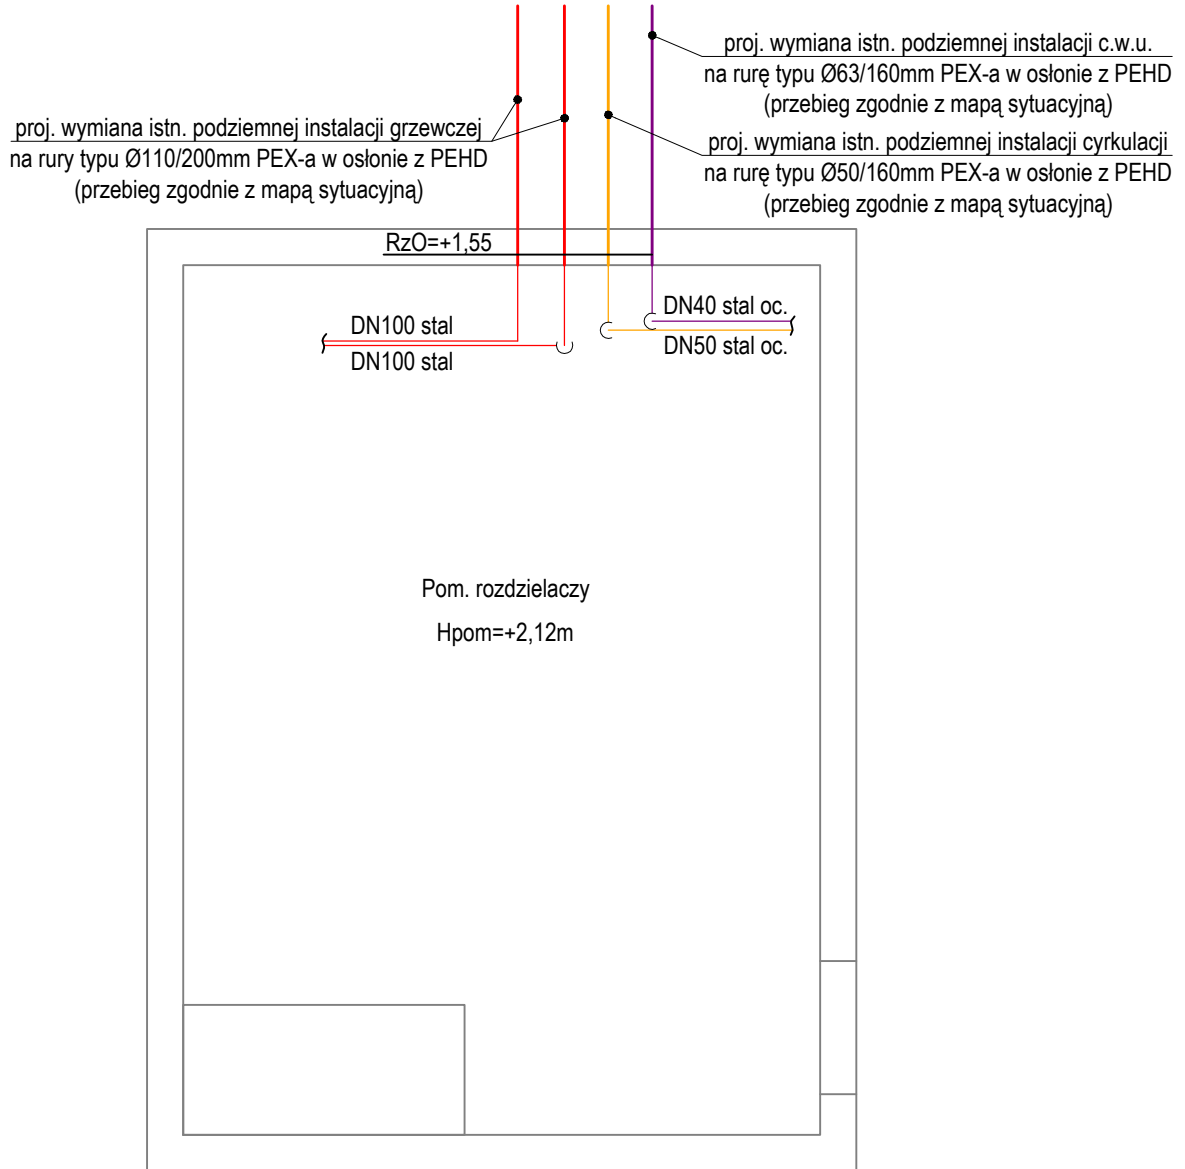 proj. wymiana istn. podziemnej instalacji c.w.u.
na rurę typu Ø63/160mm PEX-a w osłonie z PEHD
(przebieg zgodnie z mapą sytuacyjną)
proj. wymiana istn. podziemnej instalacji grzewczej
na rury typu Ø110/200mm PEX-a w osłonie z PEHD
(przebieg zgodnie z mapą sytuacyjną)
proj. wymiana istn. podziemnej instalacji cyrkulacji
na rurę typu Ø50/160mm PEX-a w osłonie z PEHD
(przebieg zgodnie z mapą sytuacyjną)
RzO=+1,55
DN100 stal
DN100 stal
DN40 stal oc.
DN50 stal oc.
Pom. rozdzielaczy
Hpom=+2,12m